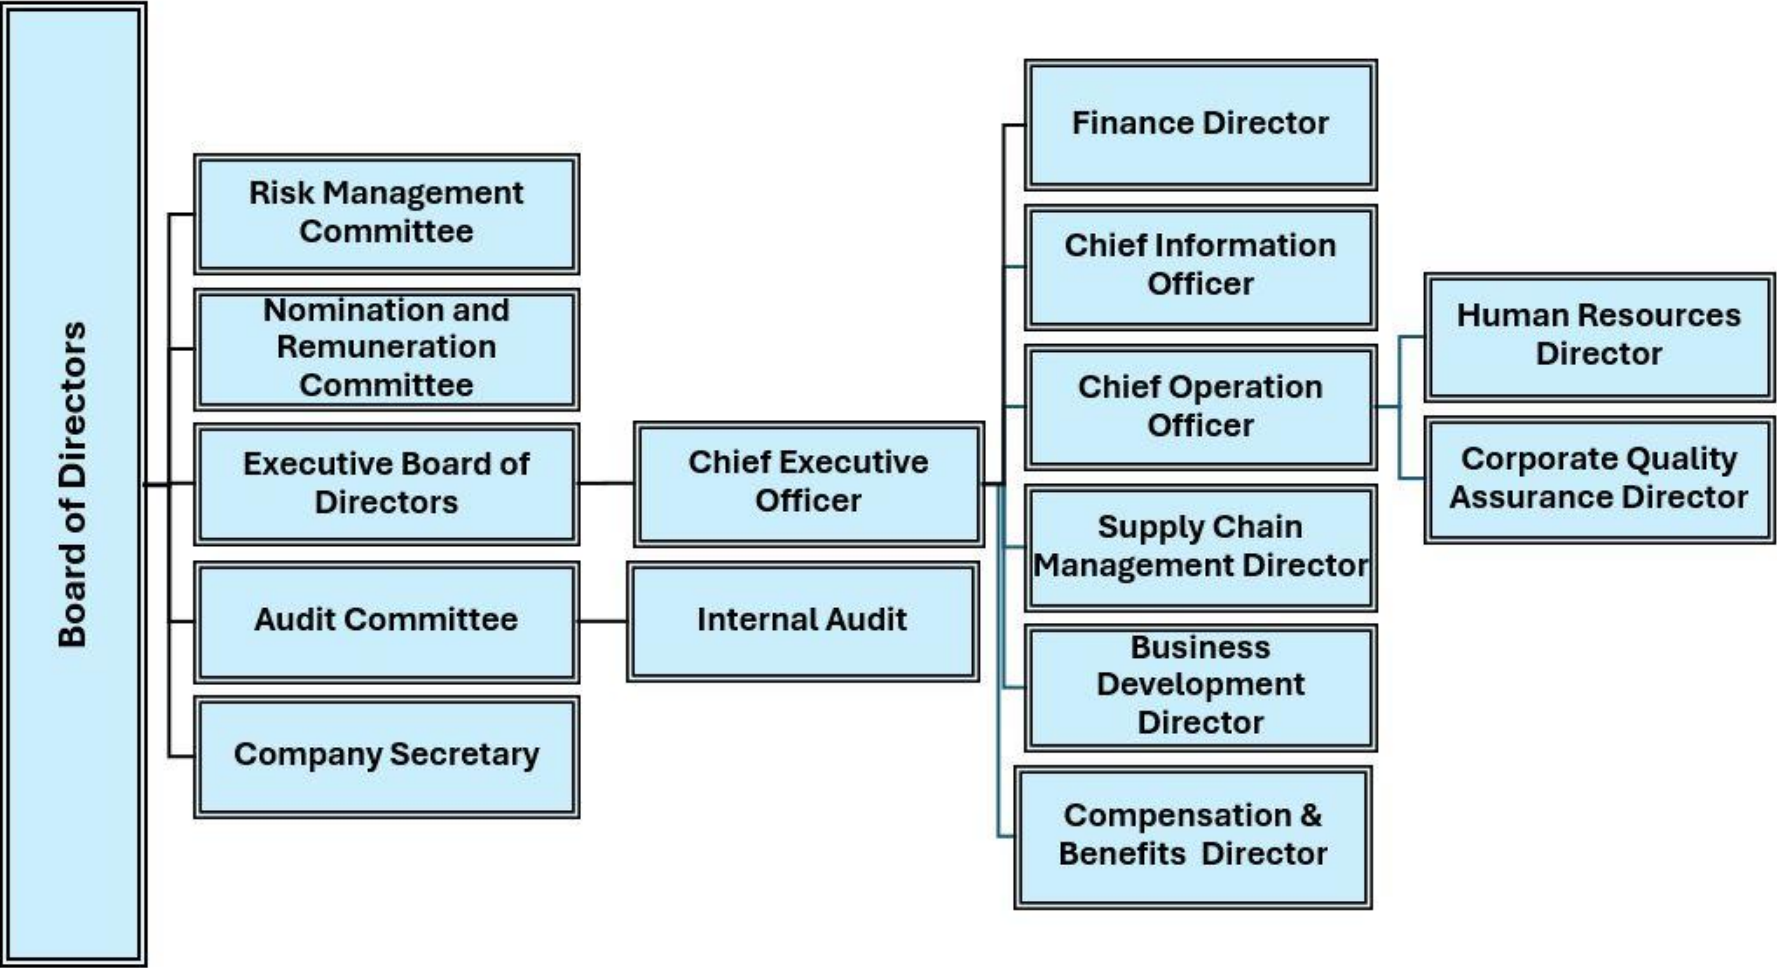 Board of Directors
Risk Management
Committee
Nomination and
Remuneration
Committee
Executive Board of
Directors
Audit Committee
Company Secretary
Chief Executive
Officer
Internal Audit
Finance Director
Chief Information
Officer
Chief Operation
Officer
Supply Chain
Management Director
Business
Development
Director
Compensation &
Benefits Director
Human Resources
Director
Corporate Quality
Assurance Director